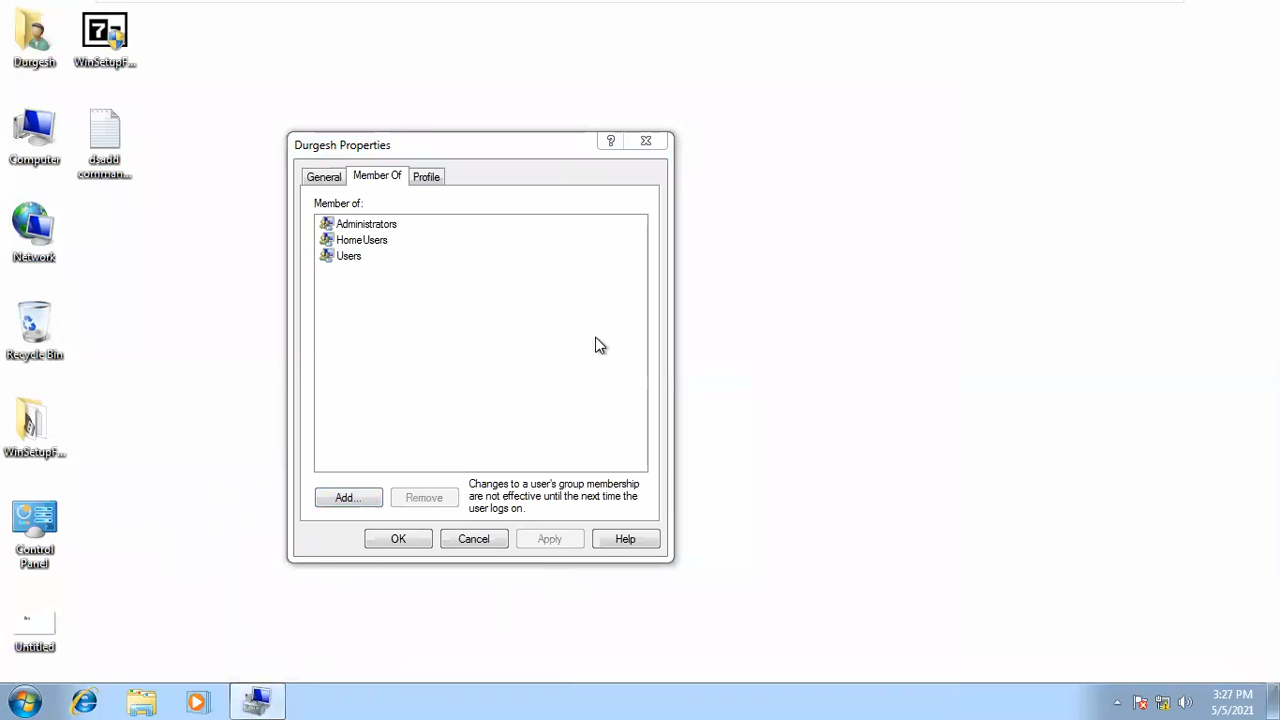 Durgesh
WinSetupF...
Computer
dsadd
comman...
Network
Recycle Bin
WinSetupF...
Control
Panel
Untitled
Durgesh Properties
General
Member Of
Profile
Member of:
Administrators
HomeUsers
Users
Add...
Remove
Changes to a user's group membership
are not effective until the next time the
user logs on.
OK
Cancel
Apply
Help
3:27 PM
5/5/2021